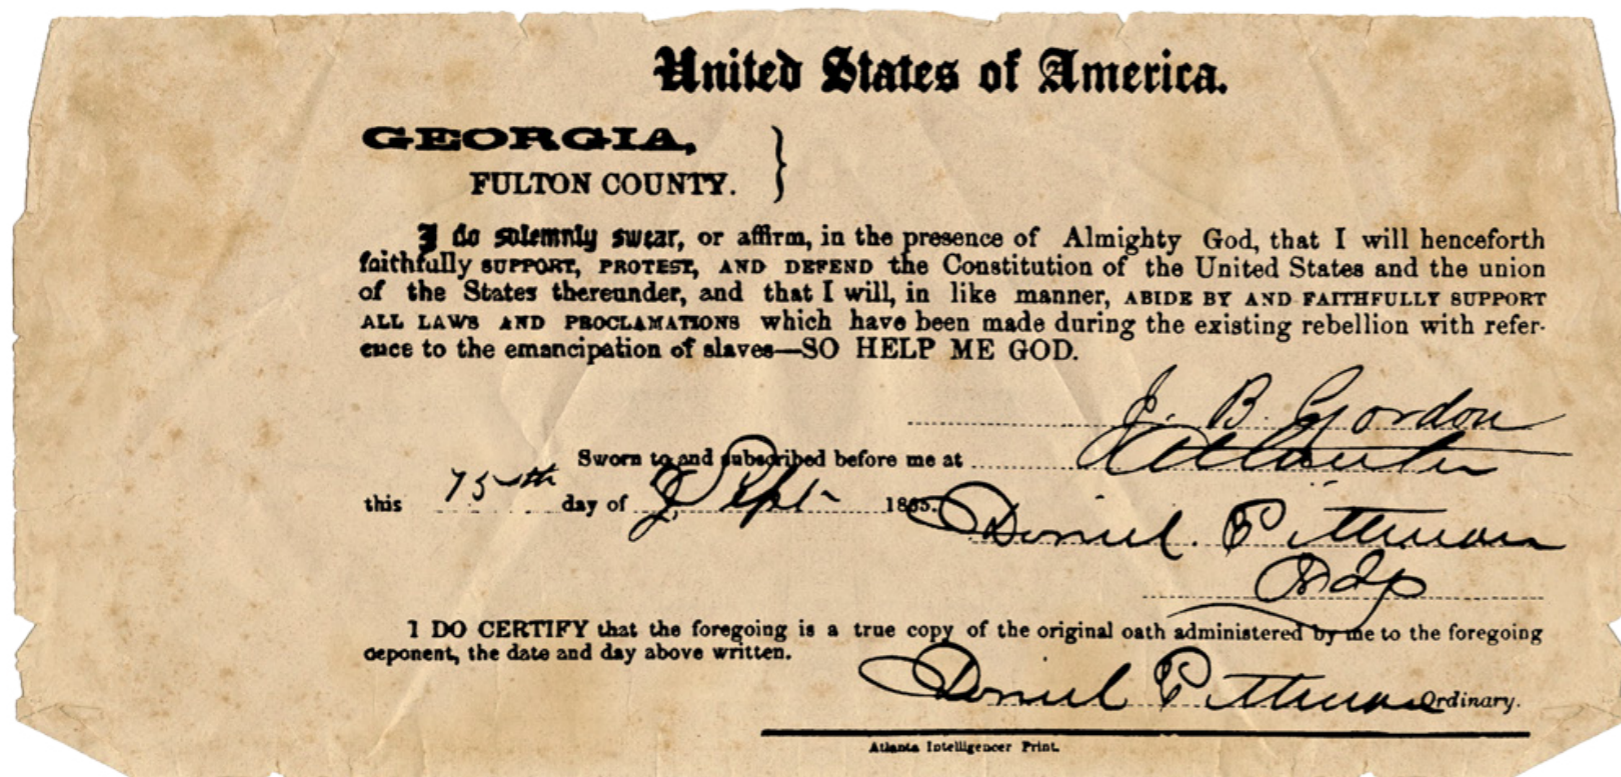 United States of America.
GEORGIA,
FULTON COUNTY.
I do solemnly swear, or affirm, in the presence of Almighty God, that I will henceforth
faithfully SUPPORT, PROTEST, AND DEFEND the Constitution of the United States and the union
of the States thereunder, and that I will, in like manner, ABIDE BY AND FAITHFULLY SUPPORT
ALL LAWS AND PROCLAMATIONS which have been made during the existing rebellion with refer-
ence to the emancipation of slaves—SO HELP ME GOD.
J. B. Gordon
Sworn to and subscribed before me at Atlanta
this 15th day of Sept 1865. Daniel Pittman
Ordy
I DO CERTIFY that the foregoing is a true copy of the original oath administered by me to the foregoing
deponent, the date and day above written.
Daniel Pittman Ordinary.
Atlanta Intelligencer Print.